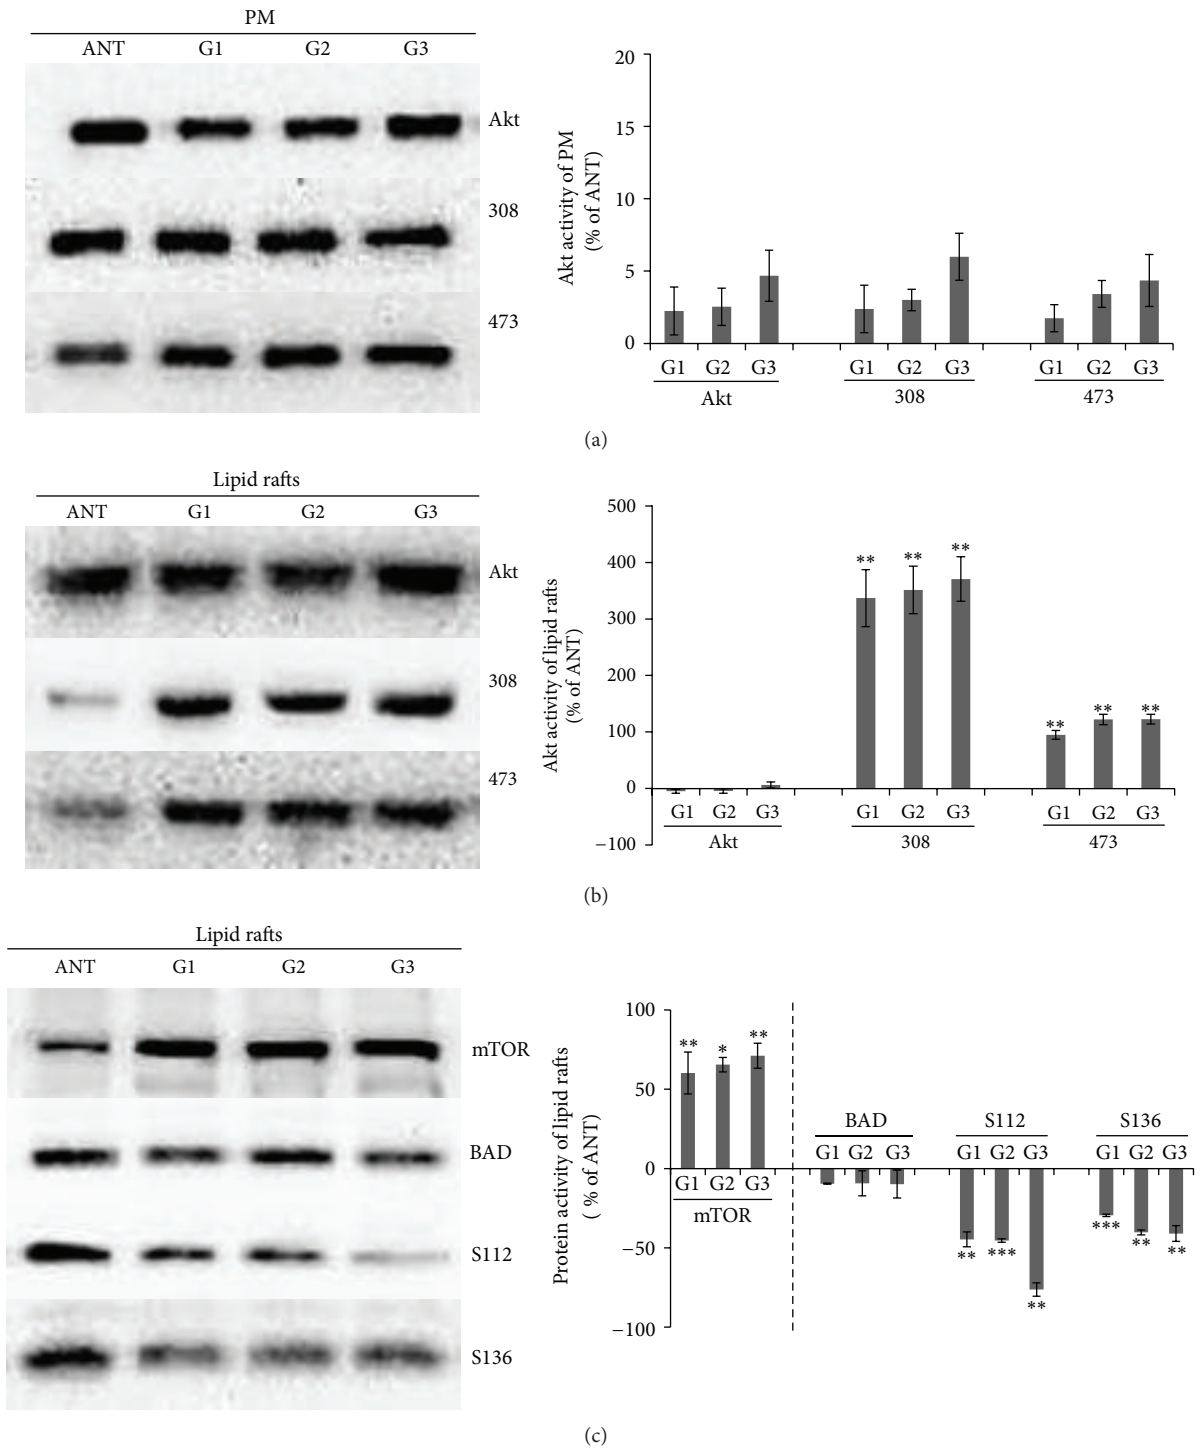 PM
ANT G1 G2 G3
Akt
308
473
Akt activity of PM
(% of ANT)
20
15
10
5
0
G1 G2 G3 G1 G2 G3 G1 G2 G3
Akt 308 473
(a)
Lipid rafts
ANT G1 G2 G3
Akt
308
473
Akt activity of lipid rafts
(% of ANT)
500
400
300
200
100
0
−100
** ** **
** ** **
G1 G2 G3 G1 G2 G3 G1 G2 G3
Akt 308 473
(b)
Lipid rafts
ANT G1 G2 G3
mTOR
BAD
S112
S136
Protein activity of lipid rafts
( % of ANT)
100
50
0
−50
−100
** * **
G1 G2 G3
mTOR
BAD S112 S136
G1 G2 G3 G1 G2 G3 G1 G2 G3
** *** **
*** ** **
(c)